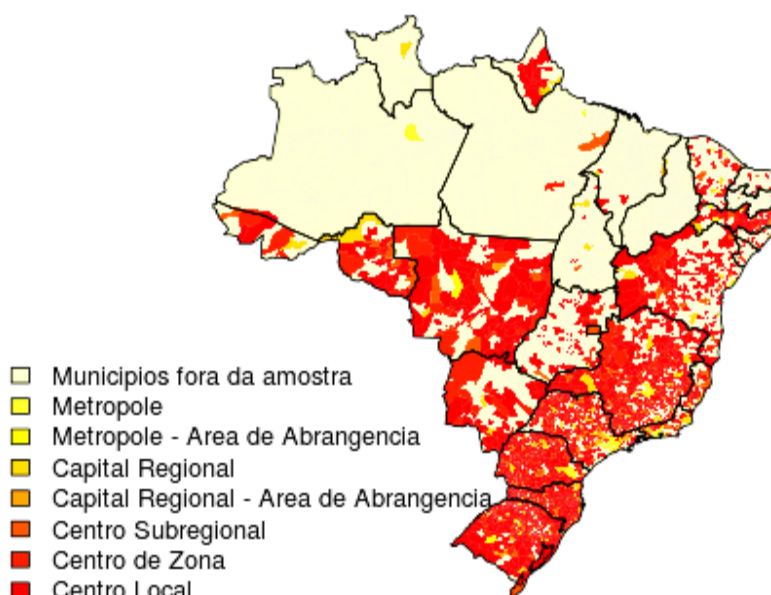 Municipios fora da amostra
Metropole
Metropole - Area de Abrangencia
Capital Regional
Capital Regional - Area de Abrangencia
Centro Subregional
Centro de Zona
Centro Local